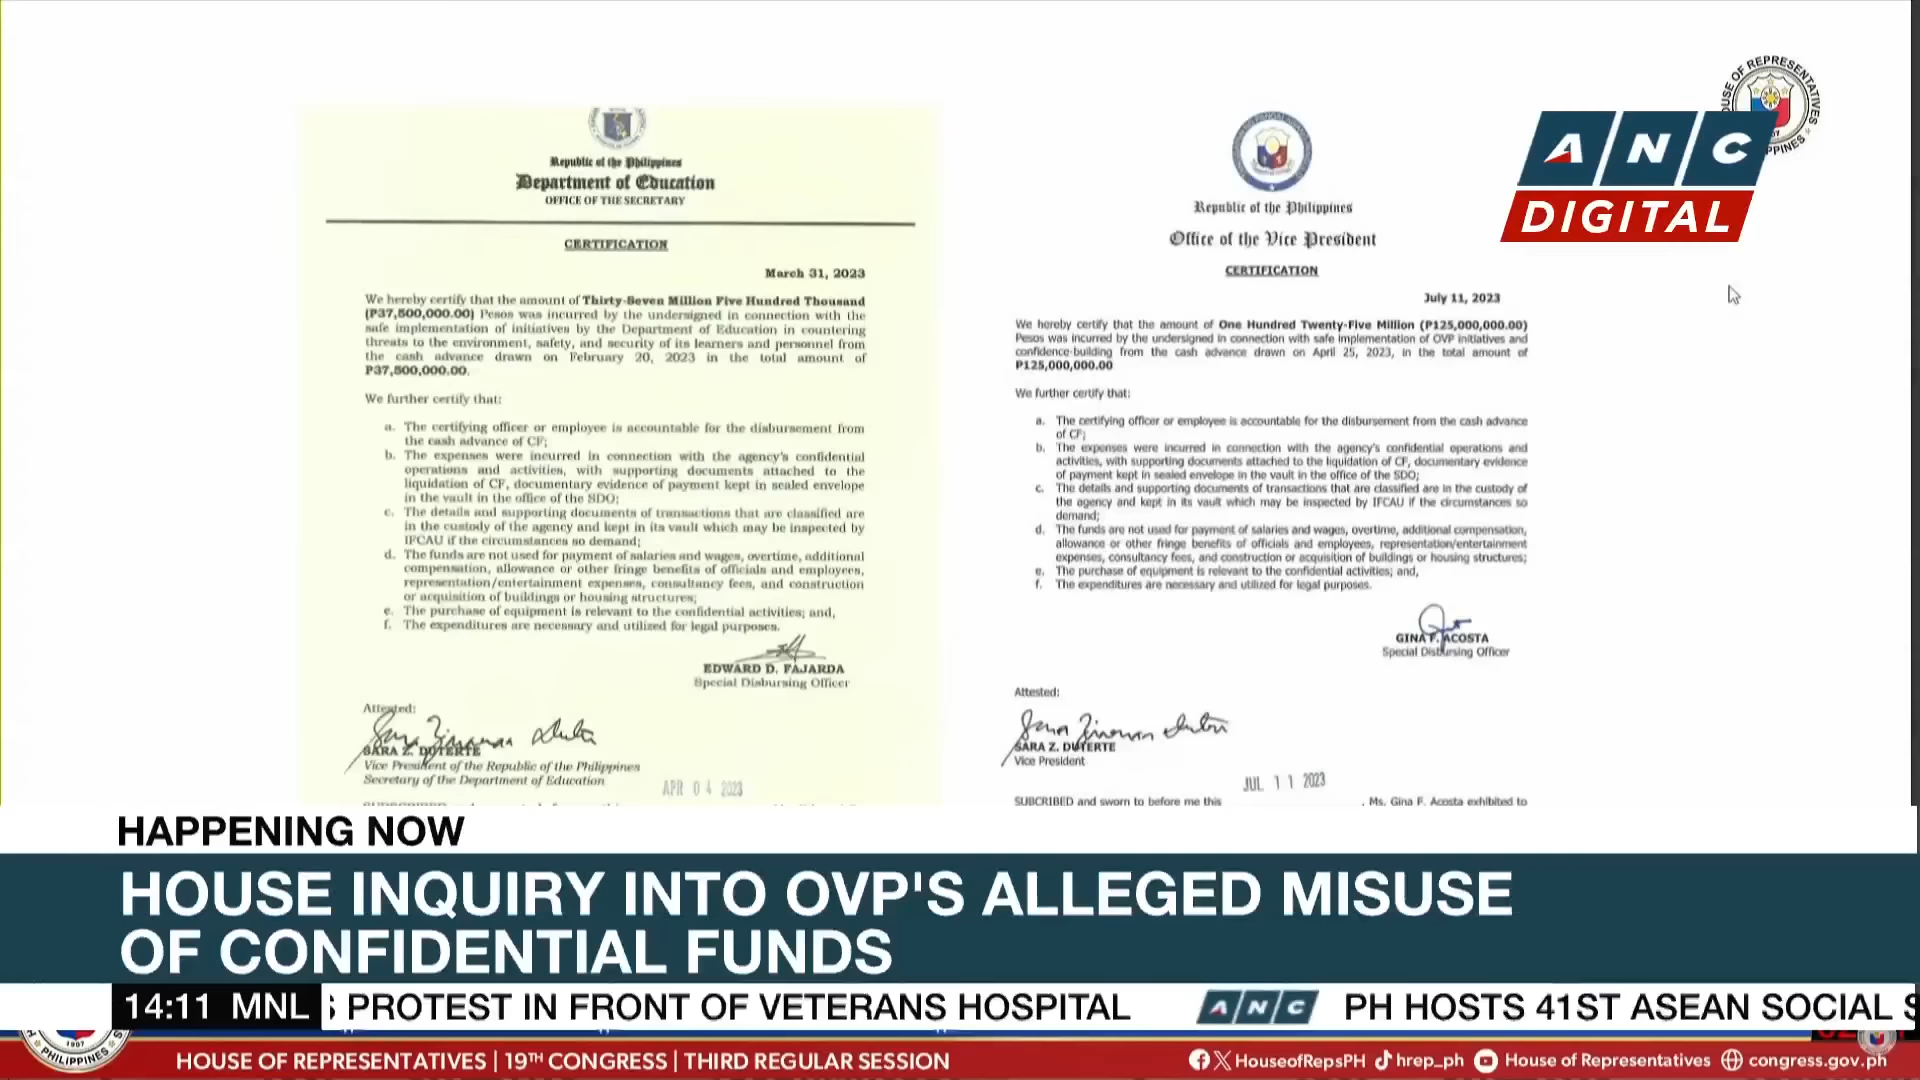 Republic of the Philippines
Department of Education
OFFICE OF THE SECRETARY
CERTIFICATION
March 31, 2023
We hereby certify that the amount of Thirty-Seven Million Five Hundred Thousand
(P37,500,000.00) Pesos was incurred by the undersigned in connection with the
safe implementation of initiatives by the Department of Education in countering
threats to the environment, safety, and security of its learners and personnel from
the cash advance drawn on February 20, 2023 in the total amount of
P37,500,000.00.
We further certify that:
a. The certifying officer or employee is accountable for the disbursement from
the cash advance of CF;
b. The expenses were incurred in connection with the agency's confidential
operations and activities, with supporting documents attached to the
liquidation of CF, documentary evidence of payment kept in sealed envelope
in the vault in the office of the SDO;
c. The details and supporting documents of transactions that are classified are
in the custody of the agency and kept in its vault which may be inspected by
IFCAU if the circumstances so demand;
d. The funds are not used for payment of salaries and wages, overtime, additional
compensation, allowance or other fringe benefits of officials and employees,
representation/entertainment expenses, consultancy fees, and construction
or acquisition of buildings or housing structures;
e. The purchase of equipment is relevant to the confidential activities; and,
f. The expenditures are necessary and utilized for legal purposes.
EDWARD D. FAJARDA
Special Disbursing Officer
Attested:
SARA Z. DUTERTE
Vice President of the Republic of the Philippines
Secretary of the Department of Education
APR 04 2023
Republic of the Philippines
Office of the Vice President
CERTIFICATION
July 11, 2023
We hereby certify that the amount of One Hundred Twenty-Five Million (P125,000,000.00)
Pesos was incurred by the undersigned in connection with safe implementation of OVP initiatives and
confidence-building from the cash advance drawn on April 25, 2023, in the total amount of
P125,000,000.00
We further certify that:
a. The certifying officer or employee is accountable for the disbursement from the cash advance
of CF;
b. The expenses were incurred in connection with the agency's confidential operations and
activities, with supporting documents attached to the liquidation of CF, documentary evidence
of payment kept in sealed envelope in the vault in the office of the SDO;
c. The details and supporting documents of transactions that are classified are in the custody of
the agency and kept in its vault which may be inspected by IFCAU if the circumstances so
demand;
d. The funds are not used for payment of salaries and wages, overtime, additional compensation,
allowance or other fringe benefits of officials and employees, representation/entertainment
expenses, consultancy fees, and construction or acquisition of buildings or housing structures;
e. The purchase of equipment is relevant to the confidential activities; and,
f. The expenditures are necessary and utilized for legal purposes.
GINA F. ACOSTA
Special Disbursing Officer
Attested:
SARA Z. DUTERTE
Vice President
JUL 11 2023
SUBCRIBED and sworn to before me this , Ms. Gina F. Acosta exhibited to
ANC
DIGITAL
HAPPENING NOW
HOUSE INQUIRY INTO OVP'S ALLEGED MISUSE
OF CONFIDENTIAL FUNDS
14:11 MNL PROTEST IN FRONT OF VETERANS HOSPITAL ANC PH HOSTS 41ST ASEAN SOCIAL
HOUSE OF REPRESENTATIVES | 19TH CONGRESS | THIRD REGULAR SESSION
HouseofRepsPH hrep_ph House of Representatives congress.gov.ph